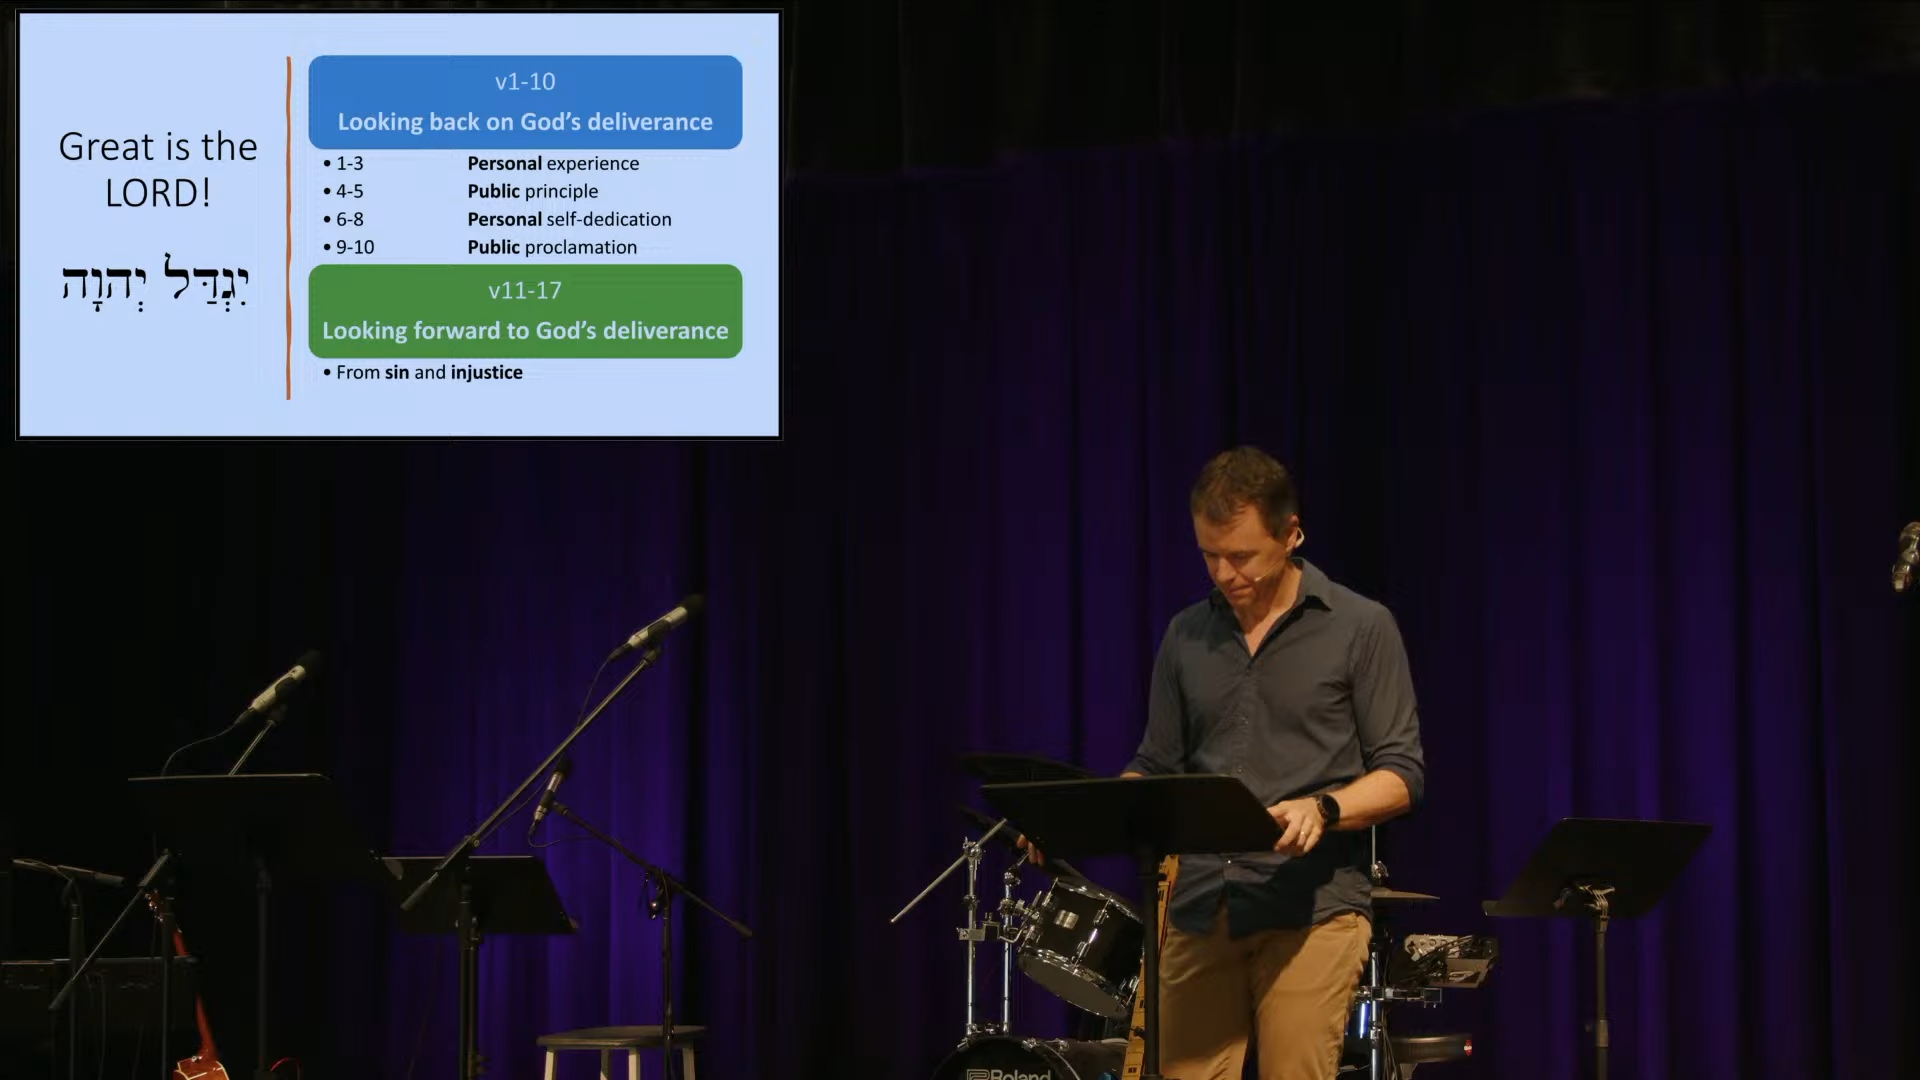 Great is the
LORD!
יִגְדַּל יְהוָה
v1-10
Looking back on God's deliverance
• 1-3 Personal experience
• 4-5 Public principle
• 6-8 Personal self-dedication
• 9-10 Public proclamation
v11-17
Looking forward to God's deliverance
• From sin and injustice
Roland